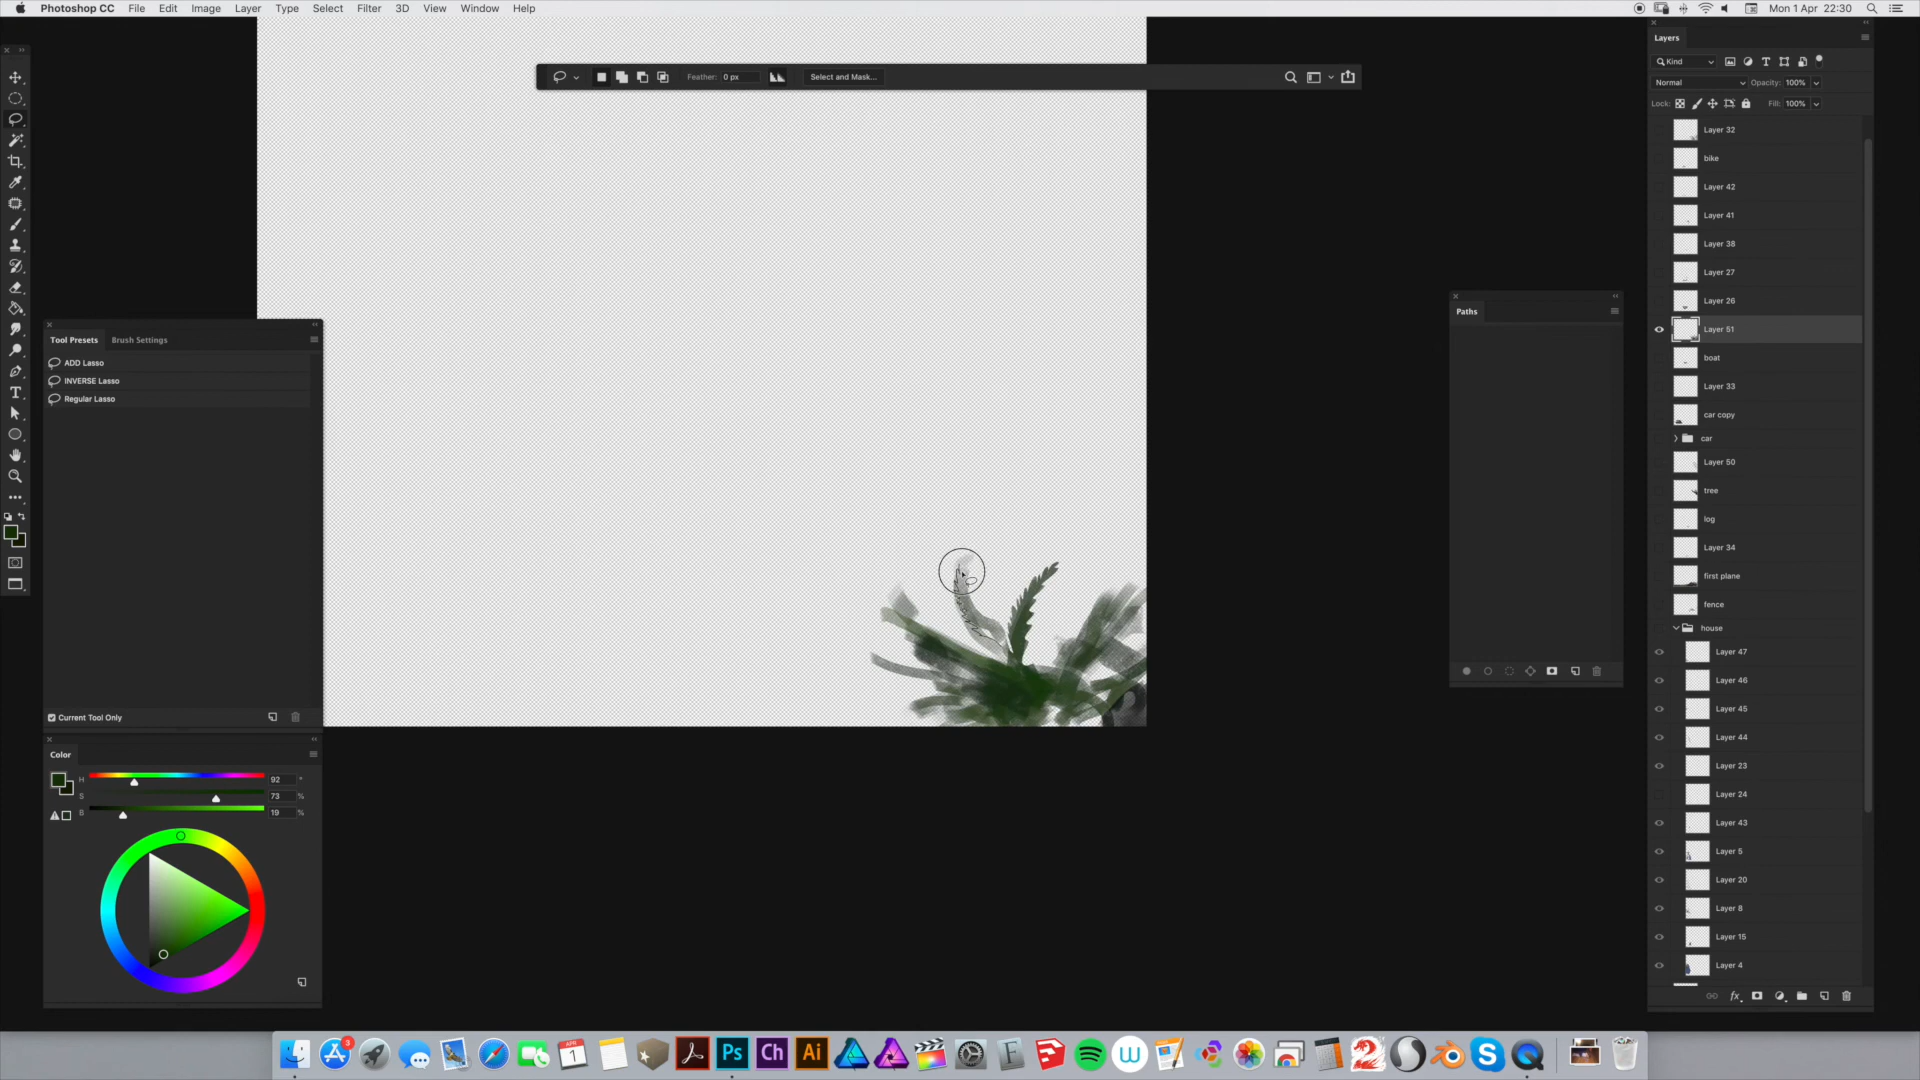 Photoshop CC File Edit Image Layer Type Select Filter 3D View Window Help
Mon 1 Apr 22:30
Feather: 0 px
Select and Mask...
Tool Presets
Brush Settings
ADD Lasso
INVERSE Lasso
Regular Lasso
Current Tool Only
Color
H 92 °
S 73 %
B 19 %
Paths
Layers
Kind
Normal
Opacity: 100%
Lock:
Fill: 100%
Layer 32
bike
Layer 42
Layer 41
Layer 38
Layer 27
Layer 26
Layer 51
boat
Layer 33
car copy
car
Layer 50
tree
log
Layer 34
first plane
fence
house
Layer 47
Layer 46
Layer 45
Layer 44
Layer 23
Layer 24
Layer 43
Layer 5
Layer 20
Layer 8
Layer 15
Layer 4
fx
3
APR
1
Ps
Ch
Ai